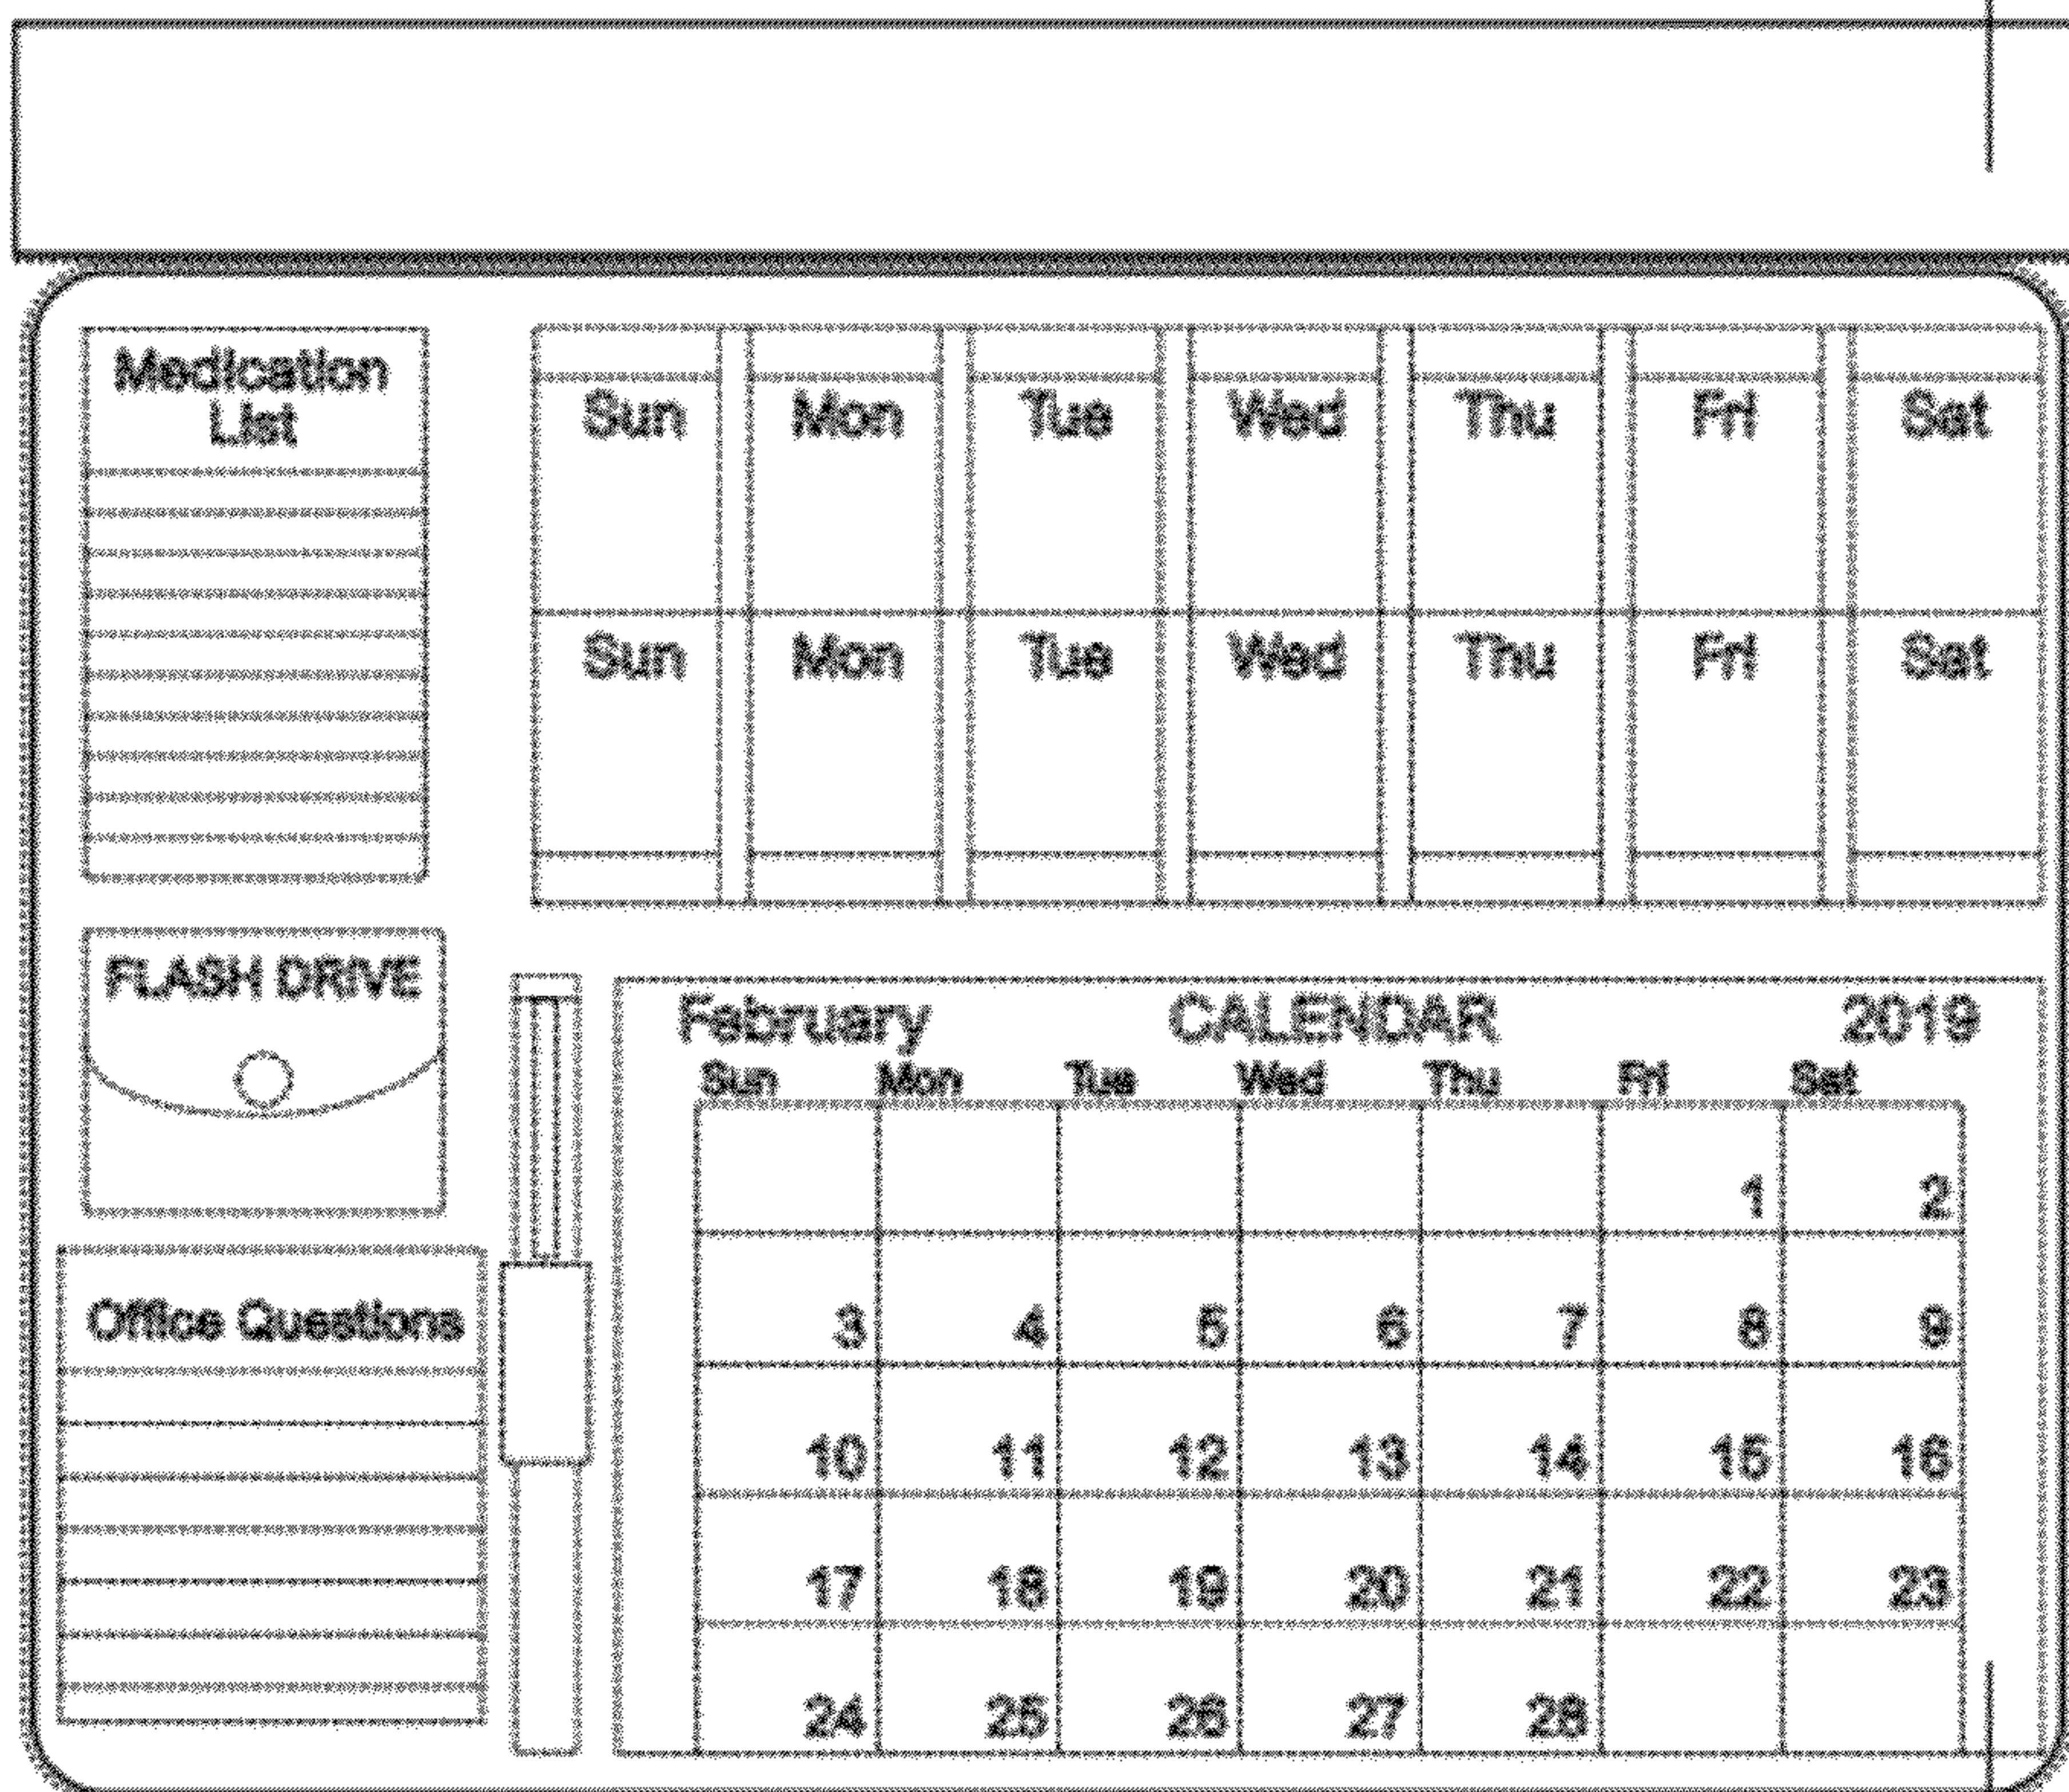 Medication
List
Sun Mon Tue Wed Thu Fri Sat
Sun Mon Tue Wed Thu Fri Sat
FLASH DRIVE
Office Questions
February CALENDAR 2019
Sun Mon Tue Wed Thu Fri Sat
1 2
3 4 5 6 7 8 9
10 11 12 13 14 15 16
17 18 19 20 21 22 23
24 25 26 27 28